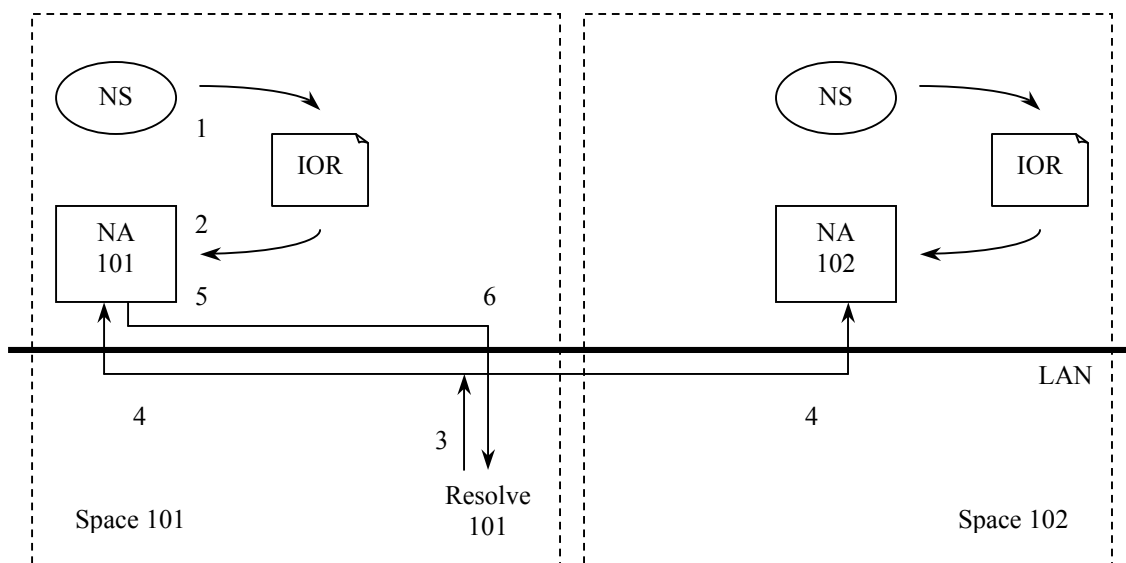 NS
NS
1
IOR
IOR
2
NA
101
NA
102
5
6
LAN
4
3
4
Resolve
101
Space 101
Space 102